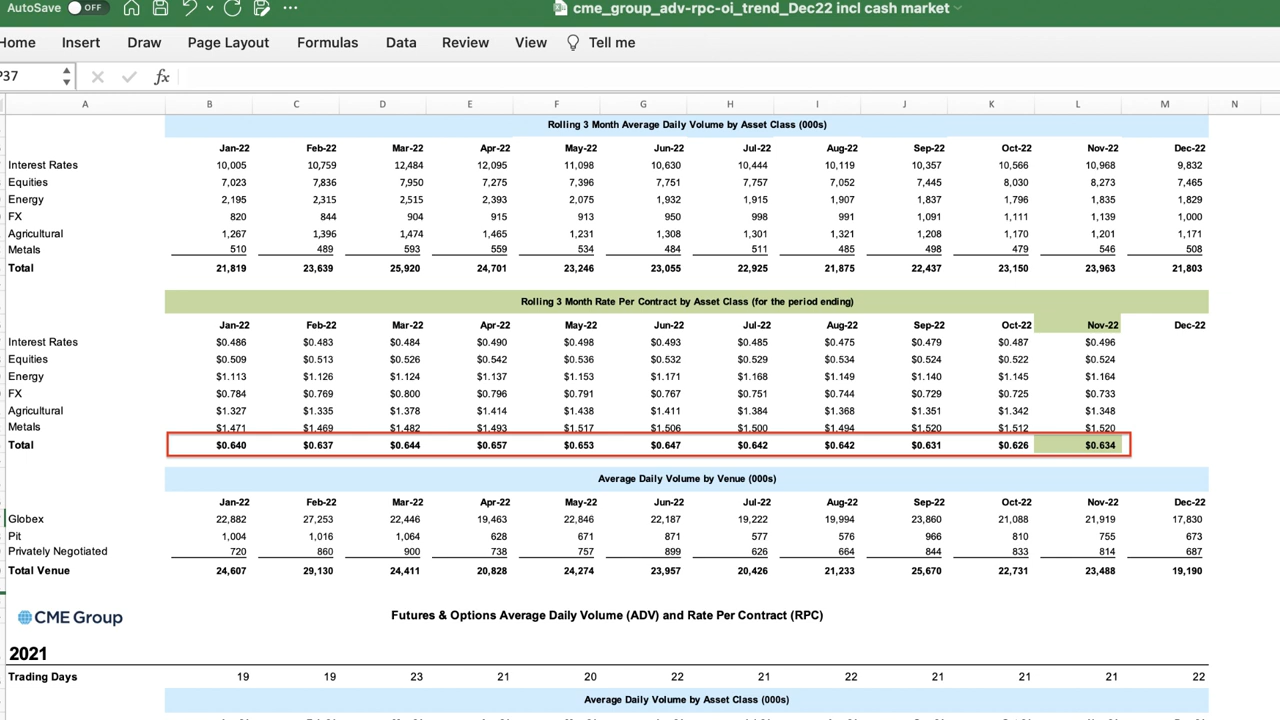 AutoSave OFF ••• cme_group_adv-rpc-oi_trend_Dec22 incl cash market
Home Insert Draw Page Layout Formulas Data Review View Tell me
P37 fx
A B C D E F G H I J K L M N
Rolling 3 Month Average Daily Volume by Asset Class (000s)
Jan-22 Feb-22 Mar-22 Apr-22 May-22 Jun-22 Jul-22 Aug-22 Sep-22 Oct-22 Nov-22 Dec-22
Interest Rates 10,005 10,759 12,484 12,095 11,098 10,630 10,444 10,119 10,357 10,566 10,968 9,832
Equities 7,023 7,836 7,950 7,275 7,396 7,751 7,757 7,052 7,445 8,030 8,273 7,465
Energy 2,195 2,315 2,515 2,393 2,075 1,932 1,915 1,907 1,837 1,796 1,835 1,829
FX 820 844 904 915 913 950 998 991 1,091 1,111 1,139 1,000
Agricultural 1,267 1,396 1,474 1,465 1,231 1,308 1,301 1,321 1,208 1,170 1,201 1,171
Metals 510 489 593 559 534 484 511 485 498 479 546 508
Total 21,819 23,639 25,920 24,701 23,246 23,055 22,925 21,875 22,437 23,150 23,963 21,803
Rolling 3 Month Rate Per Contract by Asset Class (for the period ending)
Jan-22 Feb-22 Mar-22 Apr-22 May-22 Jun-22 Jul-22 Aug-22 Sep-22 Oct-22 Nov-22 Dec-22
Interest Rates $0.486 $0.483 $0.484 $0.490 $0.498 $0.493 $0.485 $0.475 $0.479 $0.487 $0.496
Equities $0.509 $0.513 $0.526 $0.542 $0.536 $0.532 $0.529 $0.534 $0.524 $0.522 $0.524
Energy $1.113 $1.126 $1.124 $1.137 $1.153 $1.171 $1.168 $1.149 $1.140 $1.145 $1.164
FX $0.784 $0.769 $0.800 $0.796 $0.791 $0.767 $0.751 $0.744 $0.729 $0.725 $0.733
Agricultural $1.327 $1.335 $1.378 $1.414 $1.438 $1.411 $1.384 $1.368 $1.351 $1.342 $1.348
Metals $1.471 $1.469 $1.482 $1.493 $1.517 $1.506 $1.500 $1.494 $1.520 $1.512 $1.520
Total $0.640 $0.637 $0.644 $0.657 $0.653 $0.647 $0.642 $0.642 $0.631 $0.626 $0.634
Average Daily Volume by Venue (000s)
Jan-22 Feb-22 Mar-22 Apr-22 May-22 Jun-22 Jul-22 Aug-22 Sep-22 Oct-22 Nov-22 Dec-22
Globex 22,882 27,253 22,446 19,463 22,846 22,187 19,222 19,994 23,860 21,088 21,919 17,830
Pit 1,004 1,016 1,064 628 671 871 577 576 966 810 755 673
Privately Negotiated 720 860 900 738 757 899 626 664 844 833 814 687
Total Venue 24,607 29,130 24,411 20,828 24,274 23,957 20,426 21,233 25,670 22,731 23,488 19,190
CME Group Futures & Options Average Daily Volume (ADV) and Rate Per Contract (RPC)
2021
Trading Days 19 19 23 21 20 22 21 22 21 21 21 22
Average Daily Volume by Asset Class (000s)